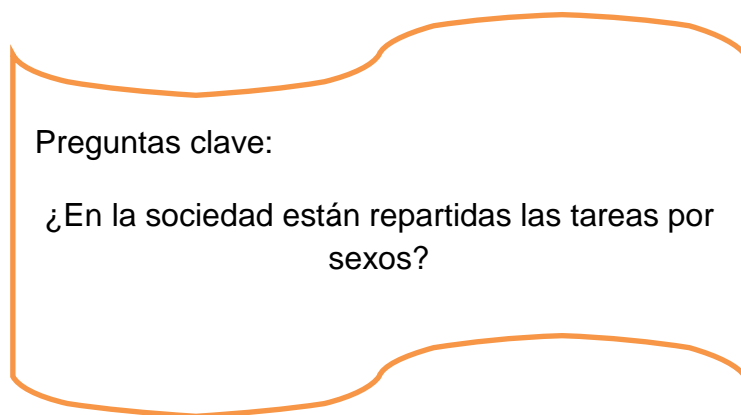 Preguntas clave:
¿En la sociedad están repartidas las tareas por
sexos?